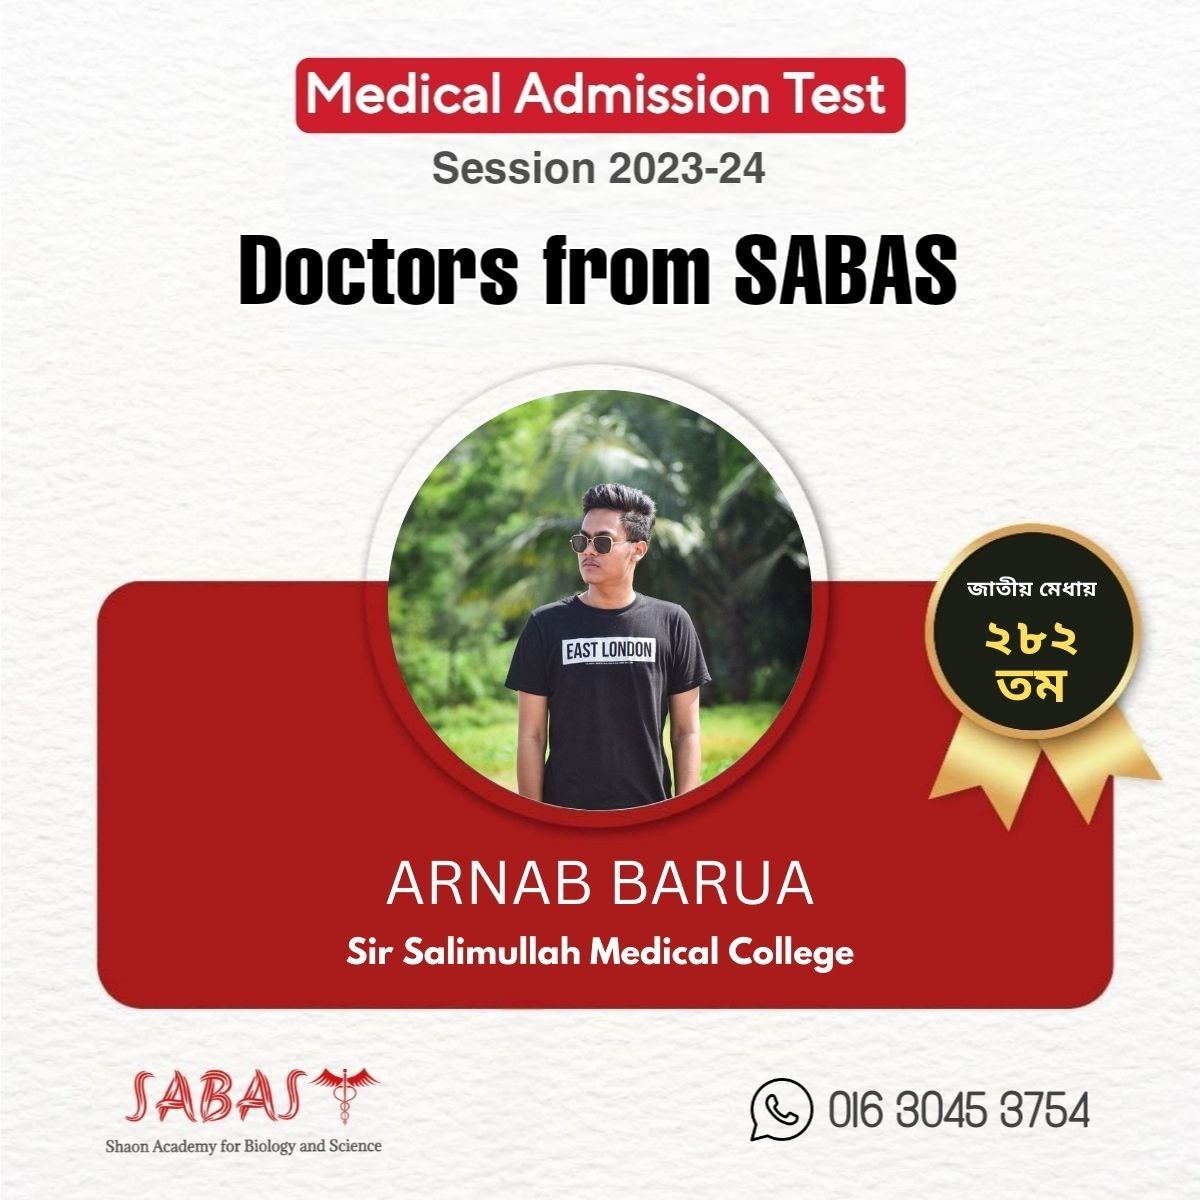 Medical Admission Test
Session 2023-24
Doctors from SABAS
EAST LONDON
জাতীয় মেধায়
২৮২
তম
ARNAB BARUA
Sir Salimullah Medical College
SABAS
Shaon Academy for Biology and Science
016 3045 3754